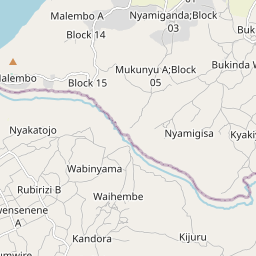 Malembo A
Nyamiganda;Block
03
Block 14
Buk
Mukunyu A;Block
05
Bukinda W
Malembo
Block 15
Nyakatojo
Nyamigisa
Kyaki
Wabinyama
Rubirizi B
Waihembe
wensenene
A
Kandora
Kijuru
umwire